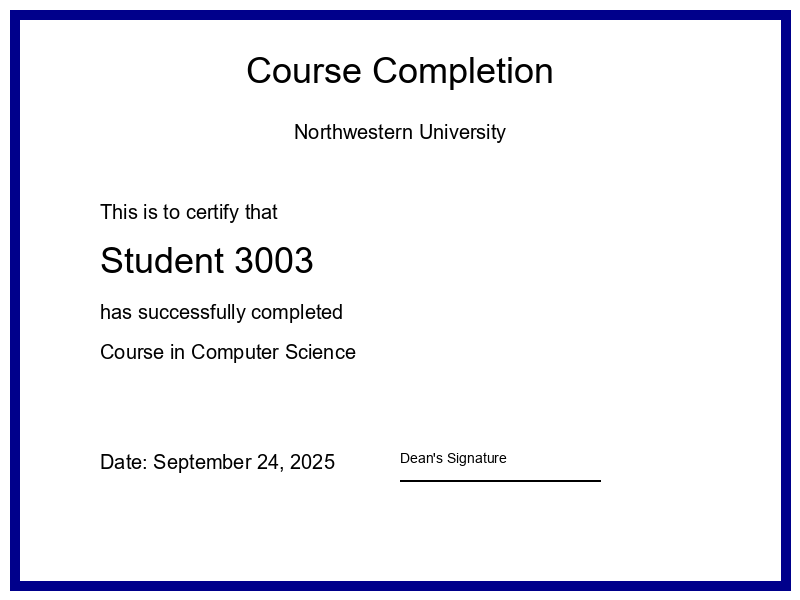 Course Completion
Northwestern University
This is to certify that
Student 3003
has successfully completed
Course in Computer Science
Date: September 24, 2025
Dean's Signature